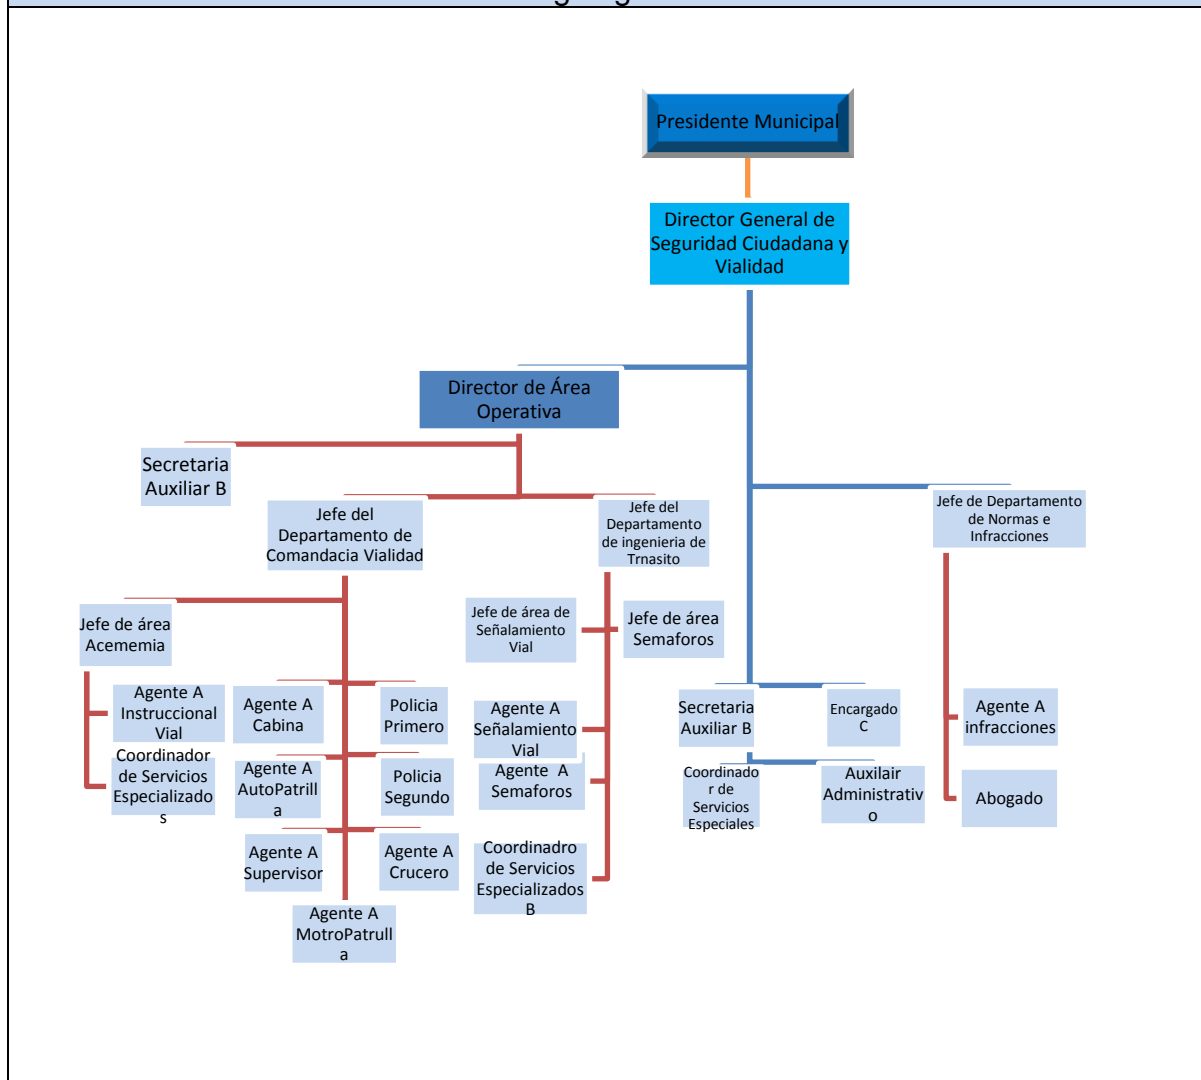 Presidente Municipal
Director General de
Seguridad Ciudadana y
Vialidad
Director de Área
Operativa
Secretaria
Auxiliar B
Jefe del
Departamento de
Comandacia Vialidad
Jefe del
Departamento
de ingenieria de
Trnasito
Jefe de Departamento
de Normas e
Infracciones
Jefe de área
Acememia
Jefe de área de
Señalamiento
Vial
Jefe de área
Semaforos
Agente A
Instruccional
Vial
Coordinador
de Servicios
Especializado
s
Agente A
Cabina
Policia
Primero
Agente A
AutoPatrill
a
Policia
Segundo
Agente A
Supervisor
Agente A
Crucero
Agente A
MotroPatrull
a
Agente A
Señalamiento
Vial
Agente  A
Semaforos
Coordinadro
de Servicios
Especializados
B
Secretaria
Auxiliar B
Encargado
C
Coordinado
r de
Servicios
Especiales
Auxilair
Administrativ
o
Agente A
infracciones
Abogado